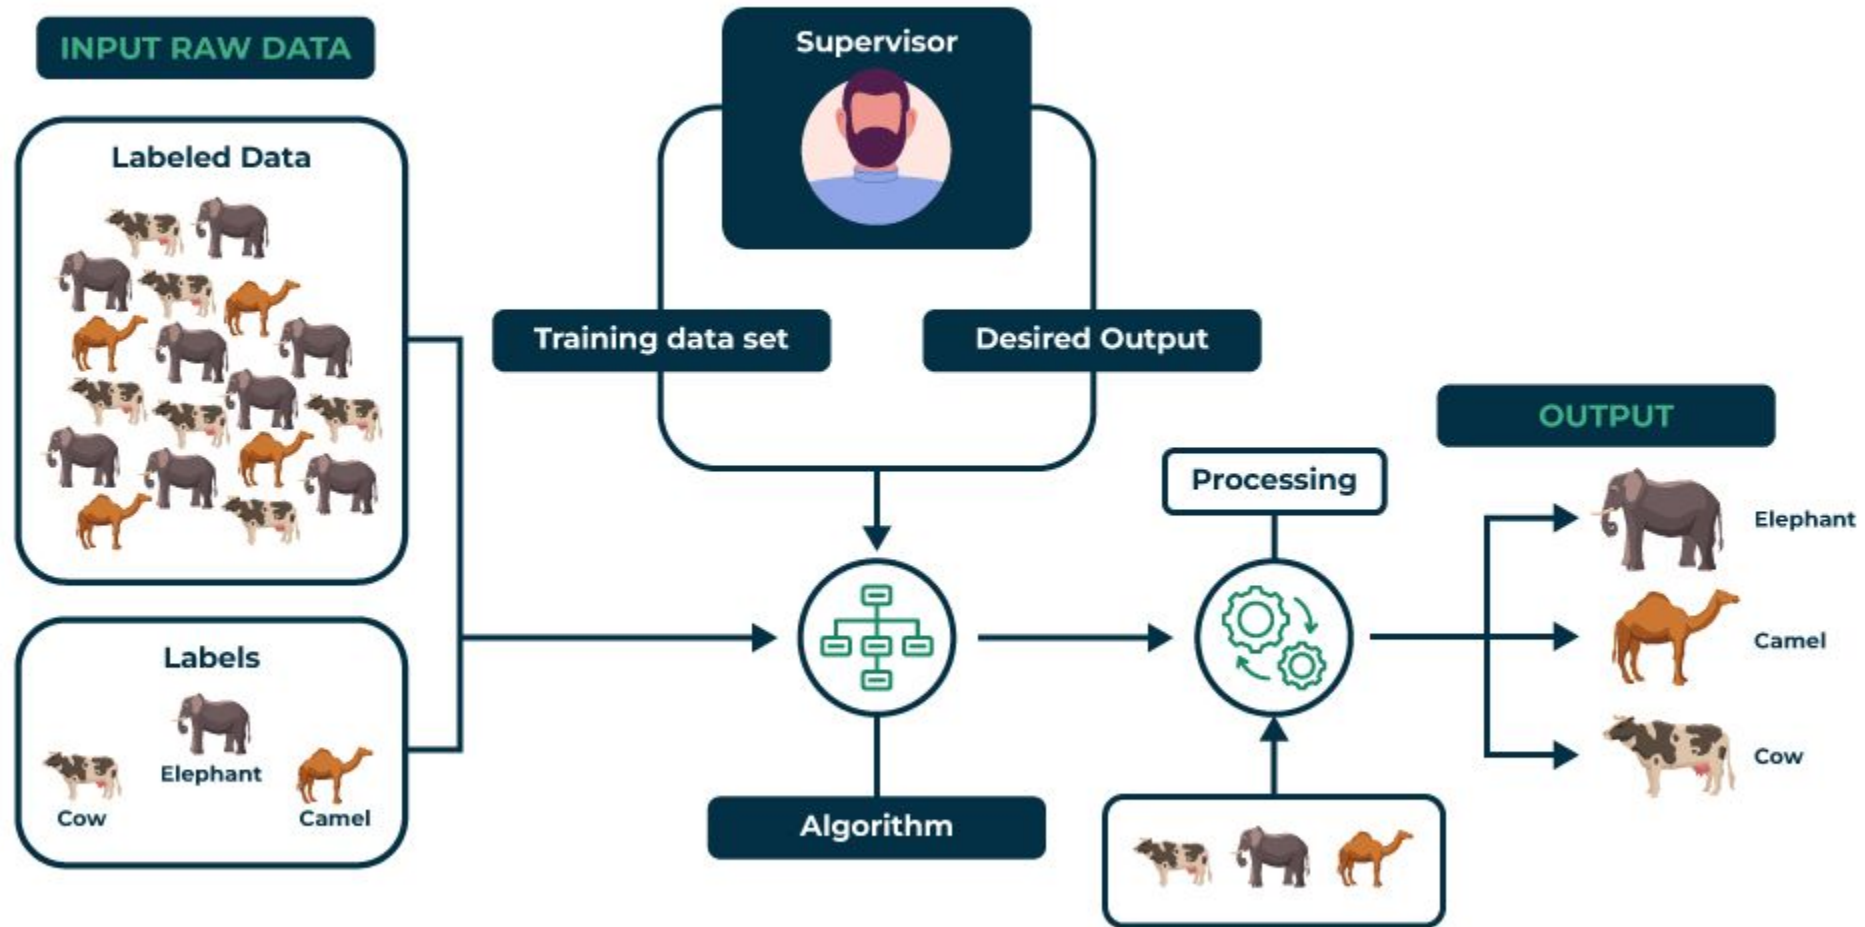 INPUT RAW DATA
Supervisor
Labeled Data
Training data set
Desired Output
OUTPUT
Processing
Elephant
Camel
Cow
Labels
Elephant
Cow
Camel
Algorithm